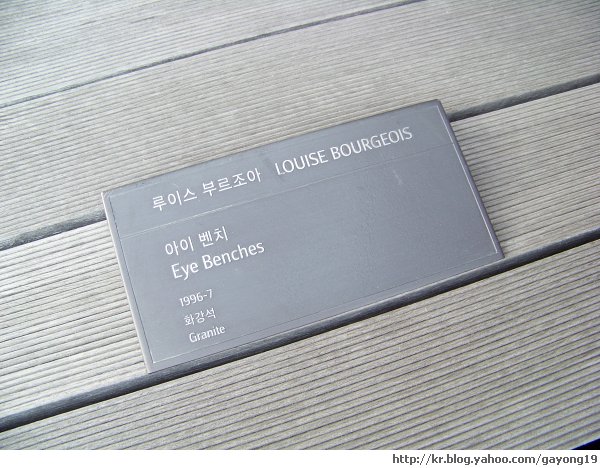 루이스 부르조아 LOUISE BOURGEOIS
아이 벤치
Eye Benches
1996-7
화강석
Granite
http://kr.blog.yahoo.com/gayong19